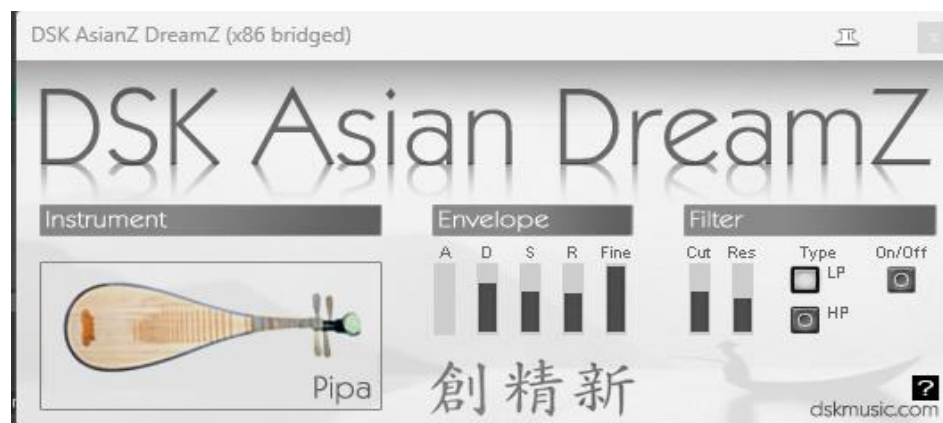 DSK AsianZ DreamZ (x86 bridged)
DSK Asian DreamZ
Instrument
Envelope
Filter
A D S R Fine
Cut Res Type On/Off
LP
HP
Pipa
創精新
?
dskmusic.com